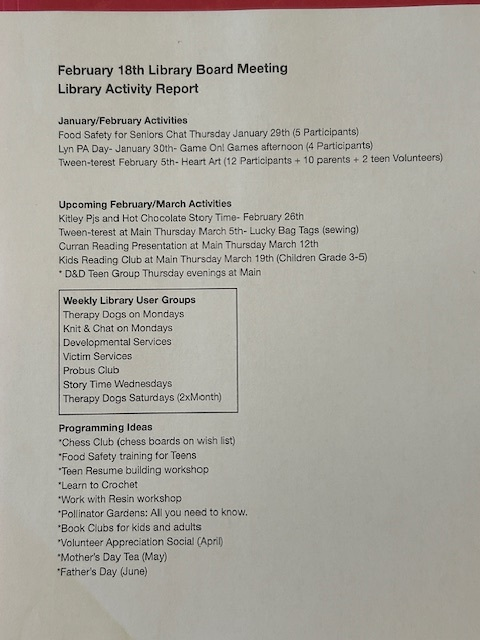 February 18th Library Board Meeting
Library Activity Report
January/February Activities
Food Safety for Seniors Chat Thursday January 29th (5 Participants)
Lyn PA Day- January 30th- Game On! Games afternoon (4 Participants)
Tween-terest February 5th- Heart Art (12 Participants + 10 parents + 2 teen Volunteers)
Upcoming February/March Activities
Kitley Pjs and Hot Chocolate Story Time- February 26th
Tween-terest at Main Thursday March 5th- Lucky Bag Tags (sewing)
Curran Reading Presentation at Main Thursday March 12th
Kids Reading Club at Main Thursday March 19th (Children Grade 3-5)
* D&D Teen Group Thursday evenings at Main
Weekly Library User Groups
Therapy Dogs on Mondays
Knit & Chat on Mondays
Developmental Services
Victim Services
Probus Club
Story Time Wednesdays
Therapy Dogs Saturdays (2xMonth)
Programming Ideas
*Chess Club (chess boards on wish list)
*Food Safety training for Teens
*Teen Resume building workshop
*Learn to Crochet
*Work with Resin workshop
*Pollinator Gardens: All you need to know.
*Book Clubs for kids and adults
*Volunteer Appreciation Social (April)
*Mother's Day Tea (May)
*Father's Day (June)